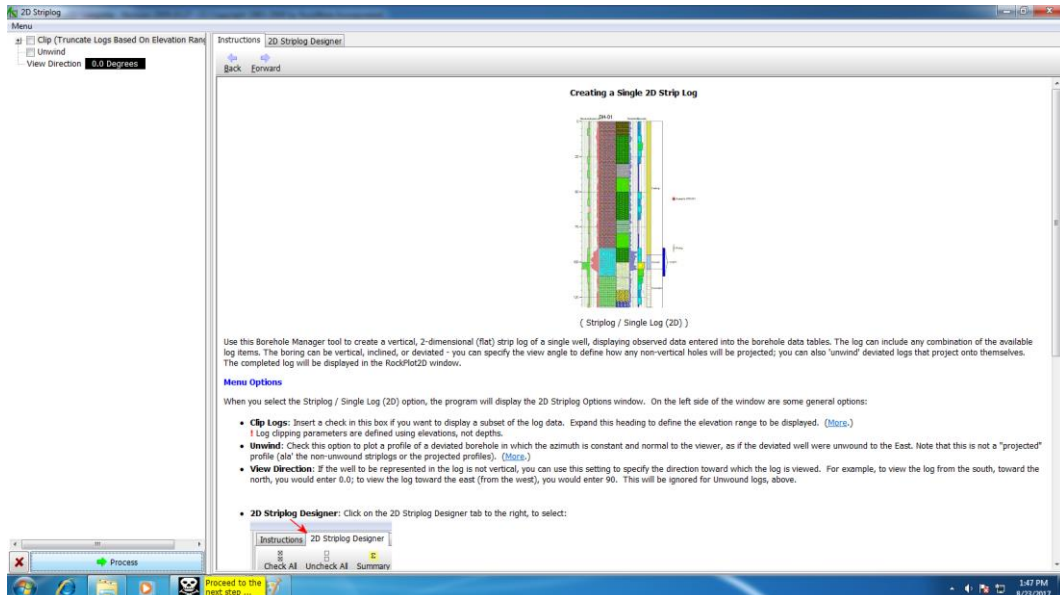 2D Striplog
Menu
Clip (Truncate Logs Based On Elevation Rang
Unwind
View Direction 0.0 Degrees
Instructions 2D Striplog Designer
Back Forward
Creating a Single 2D Strip Log
( Striplog / Single Log (2D) )
Use this Borehole Manager tool to create a vertical, 2-dimensional (flat) strip log of a single well, displaying observed data entered into the borehole data tables. The log can include any combination of the available
log items. The boring can be vertical, inclined, or deviated - you can specify the view angle to define how any non-vertical holes will be projected; you can also 'unwind' deviated logs that project onto themselves.
The completed log will be displayed in the RockPlot2D window.
Menu Options
When you select the Striplog / Single Log (2D) option, the program will display the 2D Striplog Options window. On the left side of the window are some general options:
• Clip Logs: Insert a check in this box if you want to display a subset of the log data. Expand this heading to define the elevation range to be displayed. (More.)
! Log clipping parameters are defined using elevations, not depths.
• Unwind: Check this option to plot a profile of a deviated borehole in which the azimuth is constant and normal to the viewer, as if the deviated well were unwound to the East. Note that this is not a "projected"
profile (ala' the non-unwound striplogs or the projected profiles). (More.)
• View Direction: If the well to be represented in the log is not vertical, you can use this setting to specify the direction toward which the log is viewed. For example, to view the log from the south, toward the
north, you would enter 0.0; to view the log toward the east (from the west), you would enter 90. This will be ignored for Unwound logs, above.
• 2D Striplog Designer: Click on the 2D Striplog Designer tab to the right, to select:
Instructions 2D Striplog Designer
Check All Uncheck All Summary
Process
Proceed to the
next step ...
1:47 PM
8/23/2017